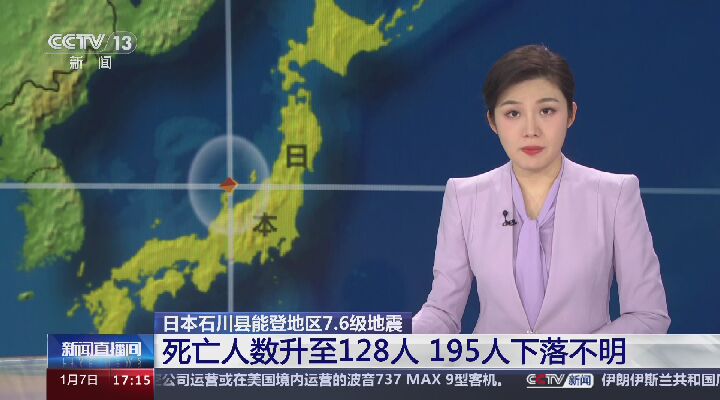 CCTV 13
新闻
日
本
日本石川县能登地区7.6级地震
新闻直播间
死亡人数升至128人 195人下落不明
1月7日 17:15
公司运营或在美国境内运营的波音737 MAX 9型客机。 CCTV 新闻 伊朗伊斯兰共和国